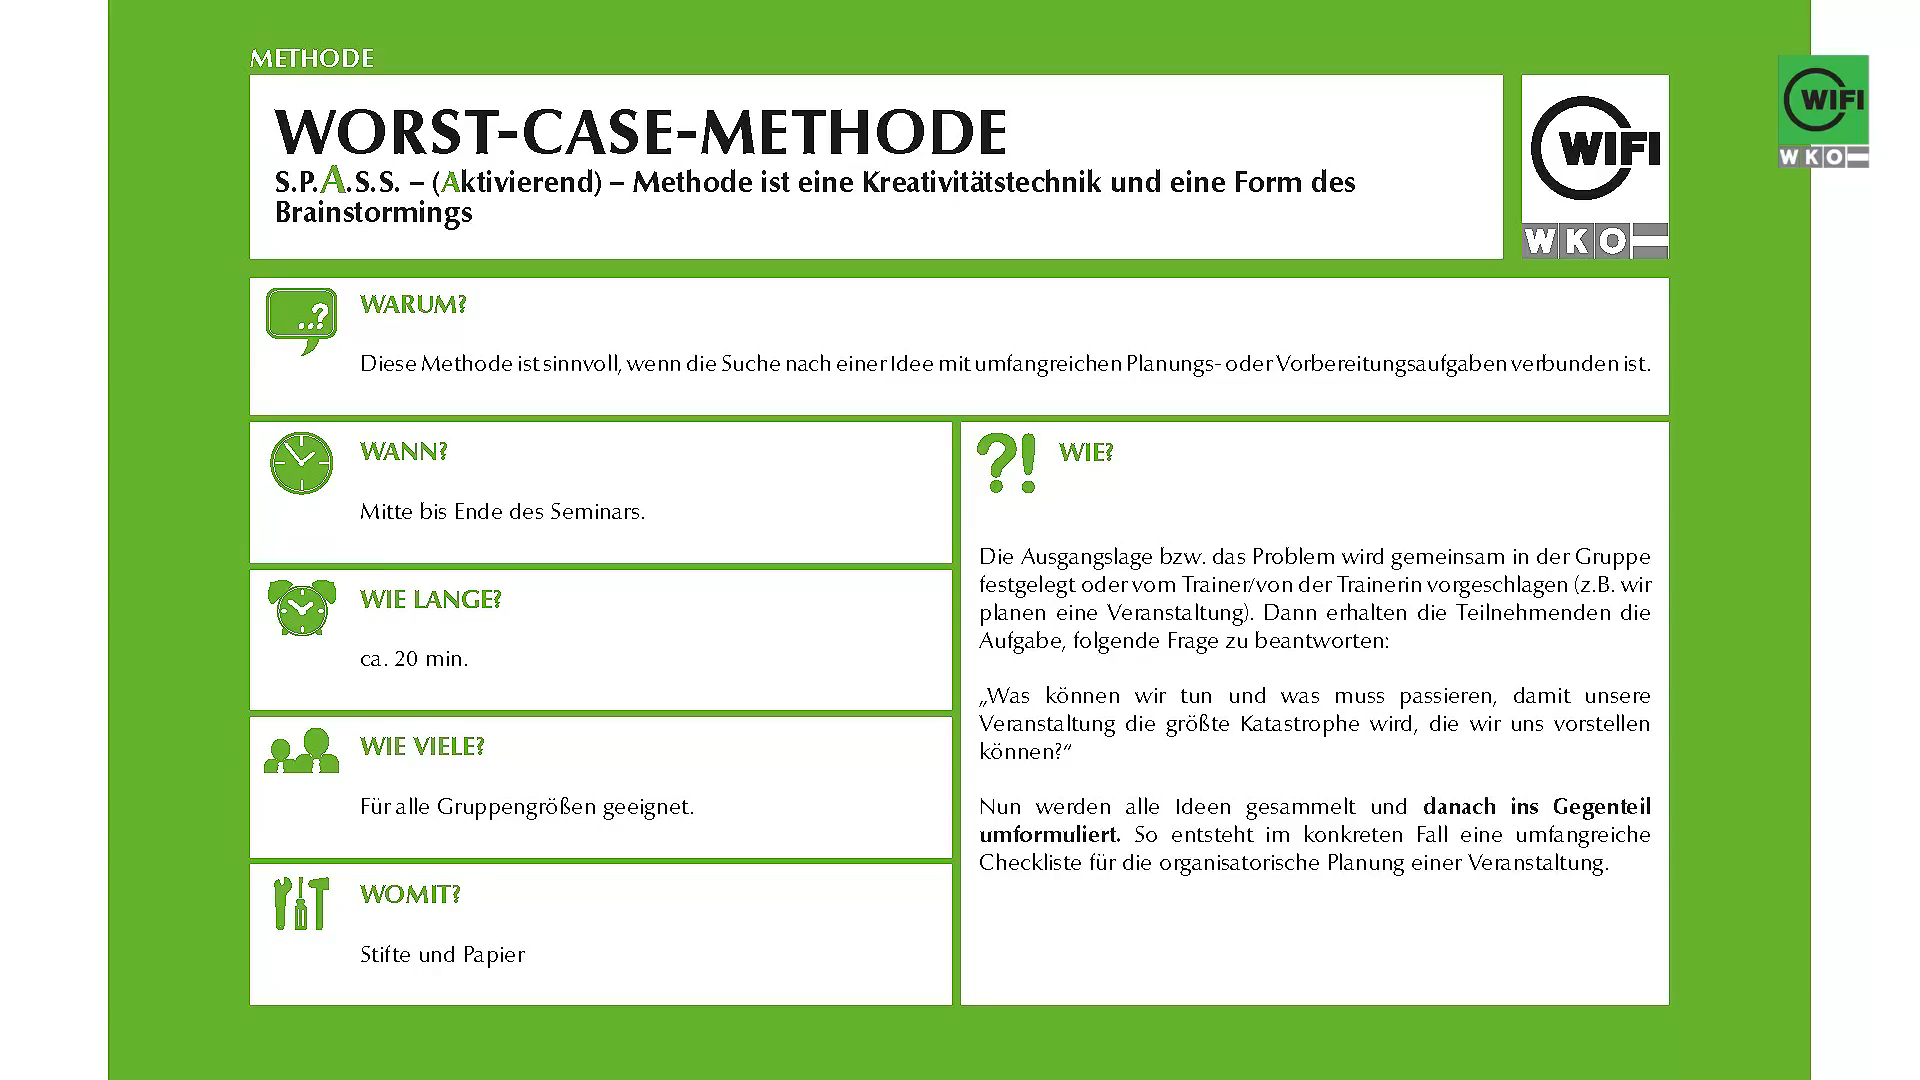 METHODE
WORST-CASE-METHODE
S.P.A.S.S. – (Aktivierend) – Methode ist eine Kreativitätstechnik und eine Form des
Brainstormings
WIFI
WKO
WIFI
WKO
..?
WARUM?
Diese Methode ist sinnvoll, wenn die Suche nach einer Idee mit umfangreichen Planungs- oder Vorbereitungsaufgaben verbunden ist.
WANN?
Mitte bis Ende des Seminars.
WIE LANGE?
ca. 20 min.
WIE VIELE?
Für alle Gruppengrößen geeignet.
WOMIT?
Stifte und Papier
?!
WIE?
Die Ausgangslage bzw. das Problem wird gemeinsam in der Gruppe
festgelegt oder vom Trainer/von der Trainerin vorgeschlagen (z.B. wir
planen eine Veranstaltung). Dann erhalten die Teilnehmenden die
Aufgabe, folgende Frage zu beantworten:
„Was können wir tun und was muss passieren, damit unsere
Veranstaltung die größte Katastrophe wird, die wir uns vorstellen
können?“
Nun werden alle Ideen gesammelt und danach ins Gegenteil
umformuliert. So entsteht im konkreten Fall eine umfangreiche
Checkliste für die organisatorische Planung einer Veranstaltung.